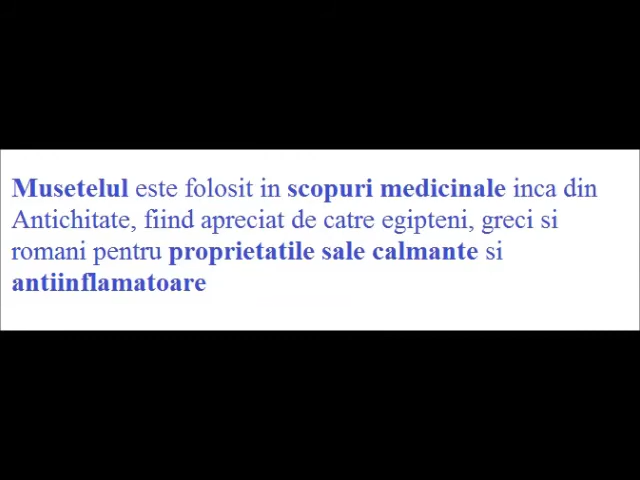 Musetelul este folosit in scopuri medicinale inca din
Antichitate, fiind apreciat de catre egipteni, greci si
romani pentru proprietatile sale calmante si
antiinflamatoare